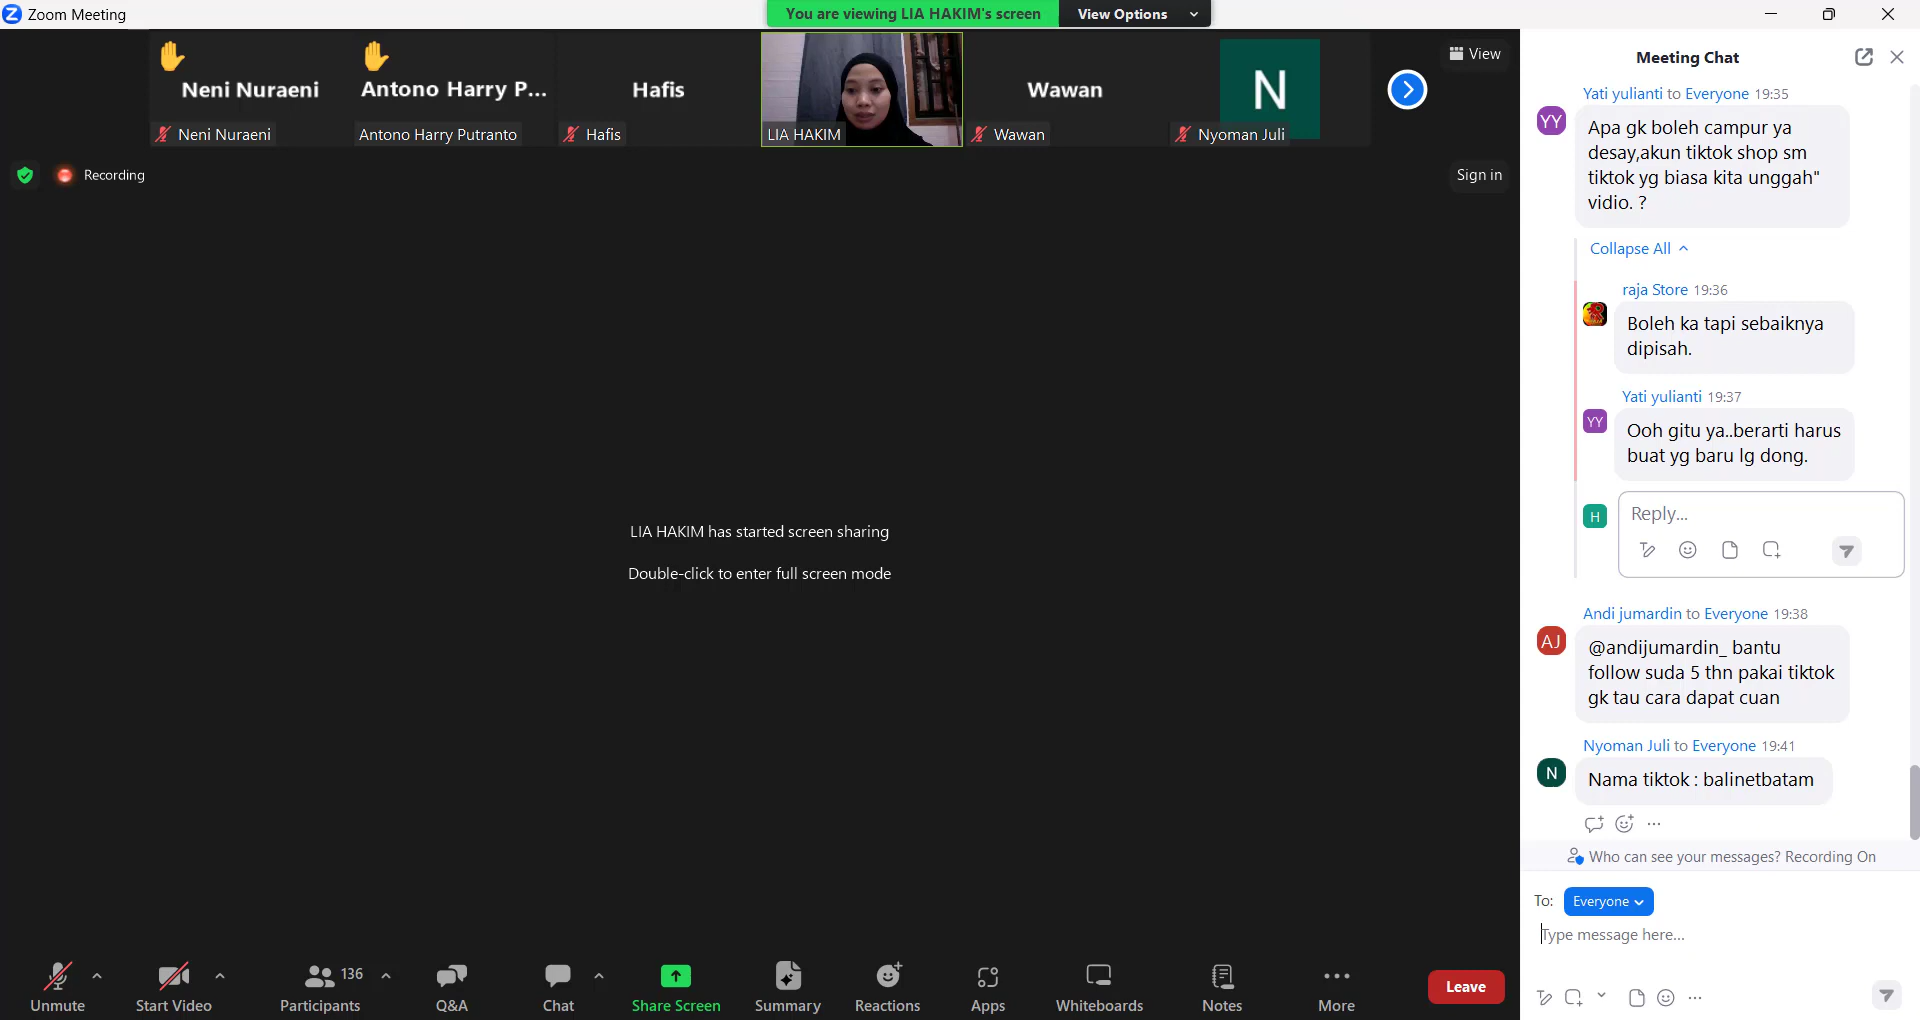 Zoom Meeting
You are viewing LIA HAKIM's screen
View Options
Neni Nuraeni
Neni Nuraeni
Antono Harry P...
Antono Harry Putranto
Hafis
Hafis
LIA HAKIM
Wawan
Wawan
N
Nyoman Juli
View
Recording
Sign in
LIA HAKIM has started screen sharing
Double-click to enter full screen mode
Meeting Chat
Yati yulianti to Everyone 19:35
YY
Apa gk boleh campur ya
desay,akun tiktok shop sm
tiktok yg biasa kita unggah"
vidio. ?
Collapse All
raja Store 19:36
Boleh ka tapi sebaiknya
dipisah.
Yati yulianti 19:37
YY
Ooh gitu ya..berarti harus
buat yg baru lg dong.
H
Reply...
Andi jumardin to Everyone 19:38
AJ
@andijumardin_ bantu
follow suda 5 thn pakai tiktok
gk tau cara dapat cuan
Nyoman Juli to Everyone 19:41
N
Nama tiktok : balinetbatam
Who can see your messages? Recording On
To: Everyone
Type message here...
Unmute
Start Video
136
Participants
Q&A
Chat
Share Screen
Summary
Reactions
Apps
Whiteboards
Notes
More
Leave